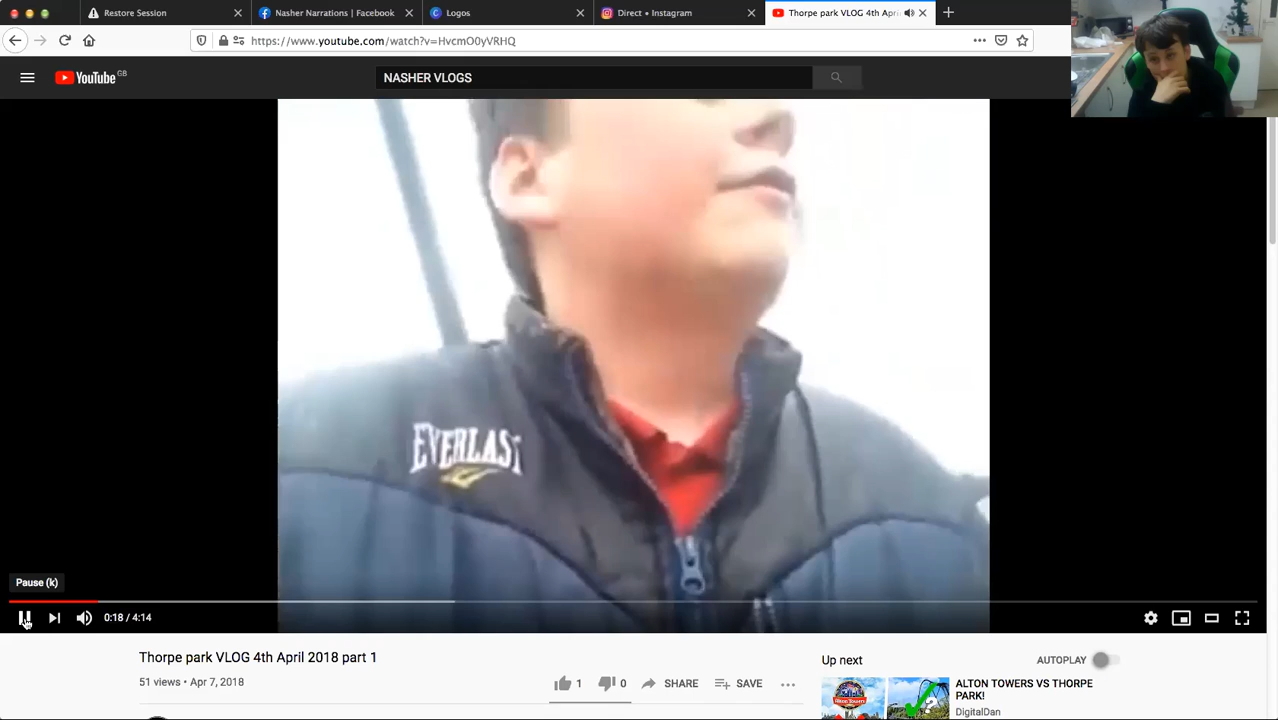 Restore Session
Nasher Narrations | Facebook
Logos
Direct • Instagram
Thorpe park VLOG 4th Apri
https://www.youtube.com/watch?v=HvcmO0yVRHQ
YouTube GB
NASHER VLOGS
EVERLAST
Pause (k)
0:18 / 4:14
Thorpe park VLOG 4th April 2018 part 1
51 views • Apr 7, 2018
1
0
SHARE
SAVE
Up next
AUTOPLAY
ALTON TOWERS VS THORPE
PARK!
DigitalDan